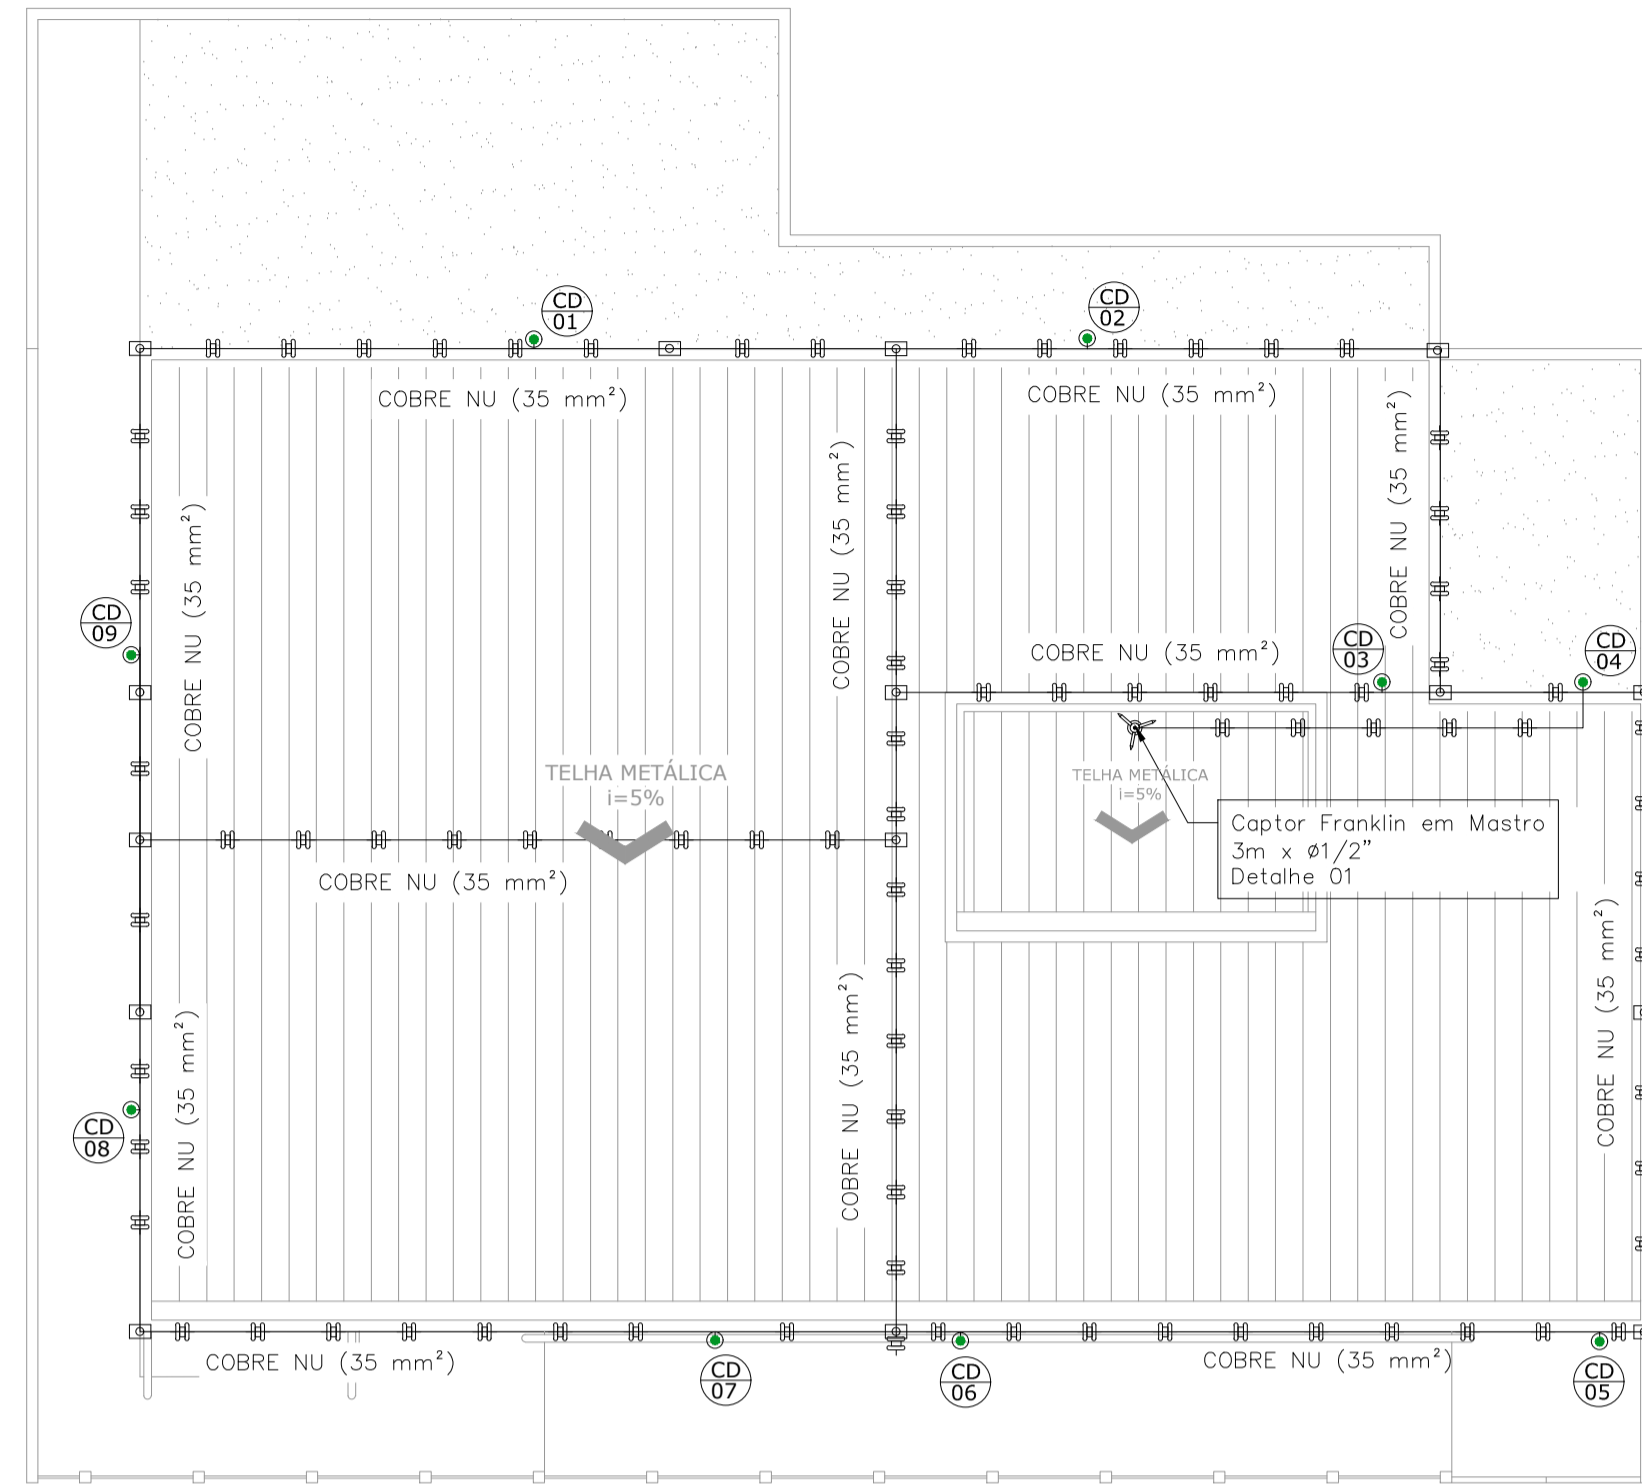 CD
01
CD
02
COBRE NU (35 mm²)
COBRE NU (35 mm²)
COBRE NU (35 mm²)
COBRE NU (35 mm²)
COBRE NU (35 mm²)
CD
09
COBRE NU (35 mm²)
CD
03
CD
04
TELHA METÁLICA
i=5%
TELHA METÁLICA
i=5%
Captor Franklin em Mastro
3m x ø1/2"
Detalhe 01
COBRE NU (35 mm²)
COBRE NU (35 mm²)
COBRE NU (35 mm²)
COBRE NU (35 mm²)
CD
08
COBRE NU (35 mm²)
COBRE NU (35 mm²)
CD
07
CD
06
CD
05